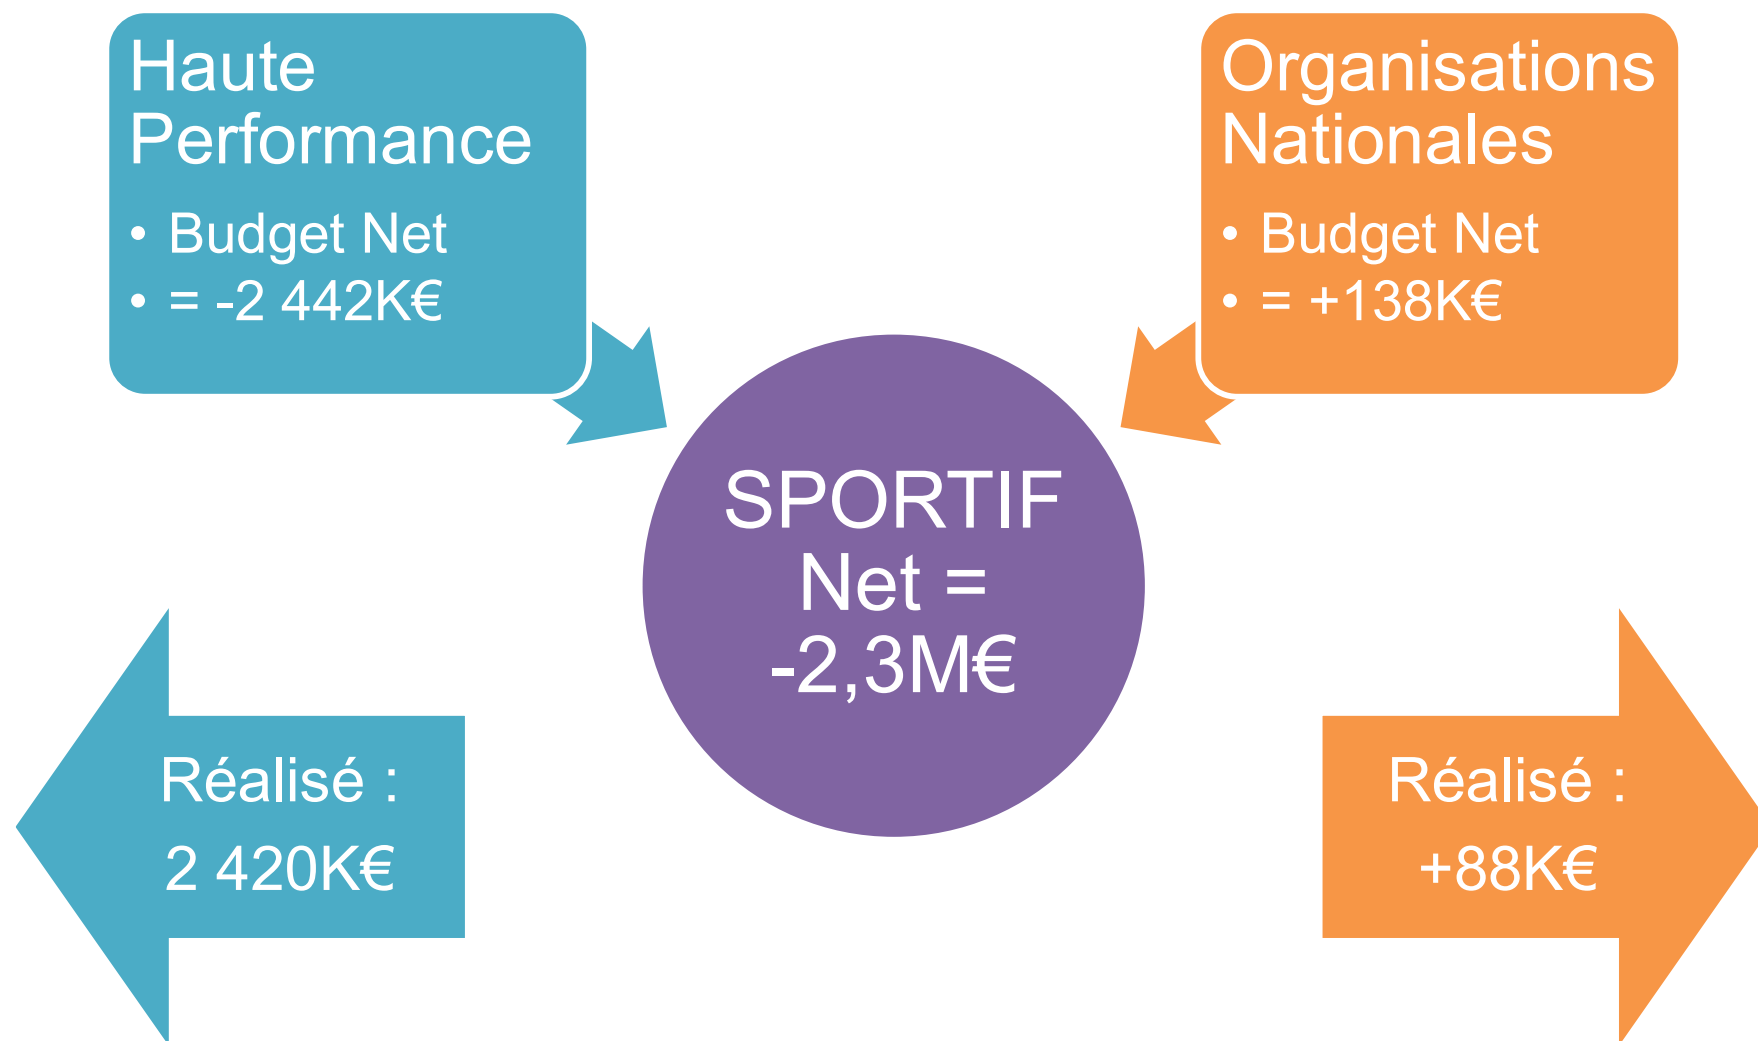 Haute
Performance
• Budget Net
• = -2 442K€
Organisations
Nationales
• Budget Net
• = +138K€
SPORTIF
Net =
-2,3M€
Réalisé :
2 420K€
Réalisé :
+88K€